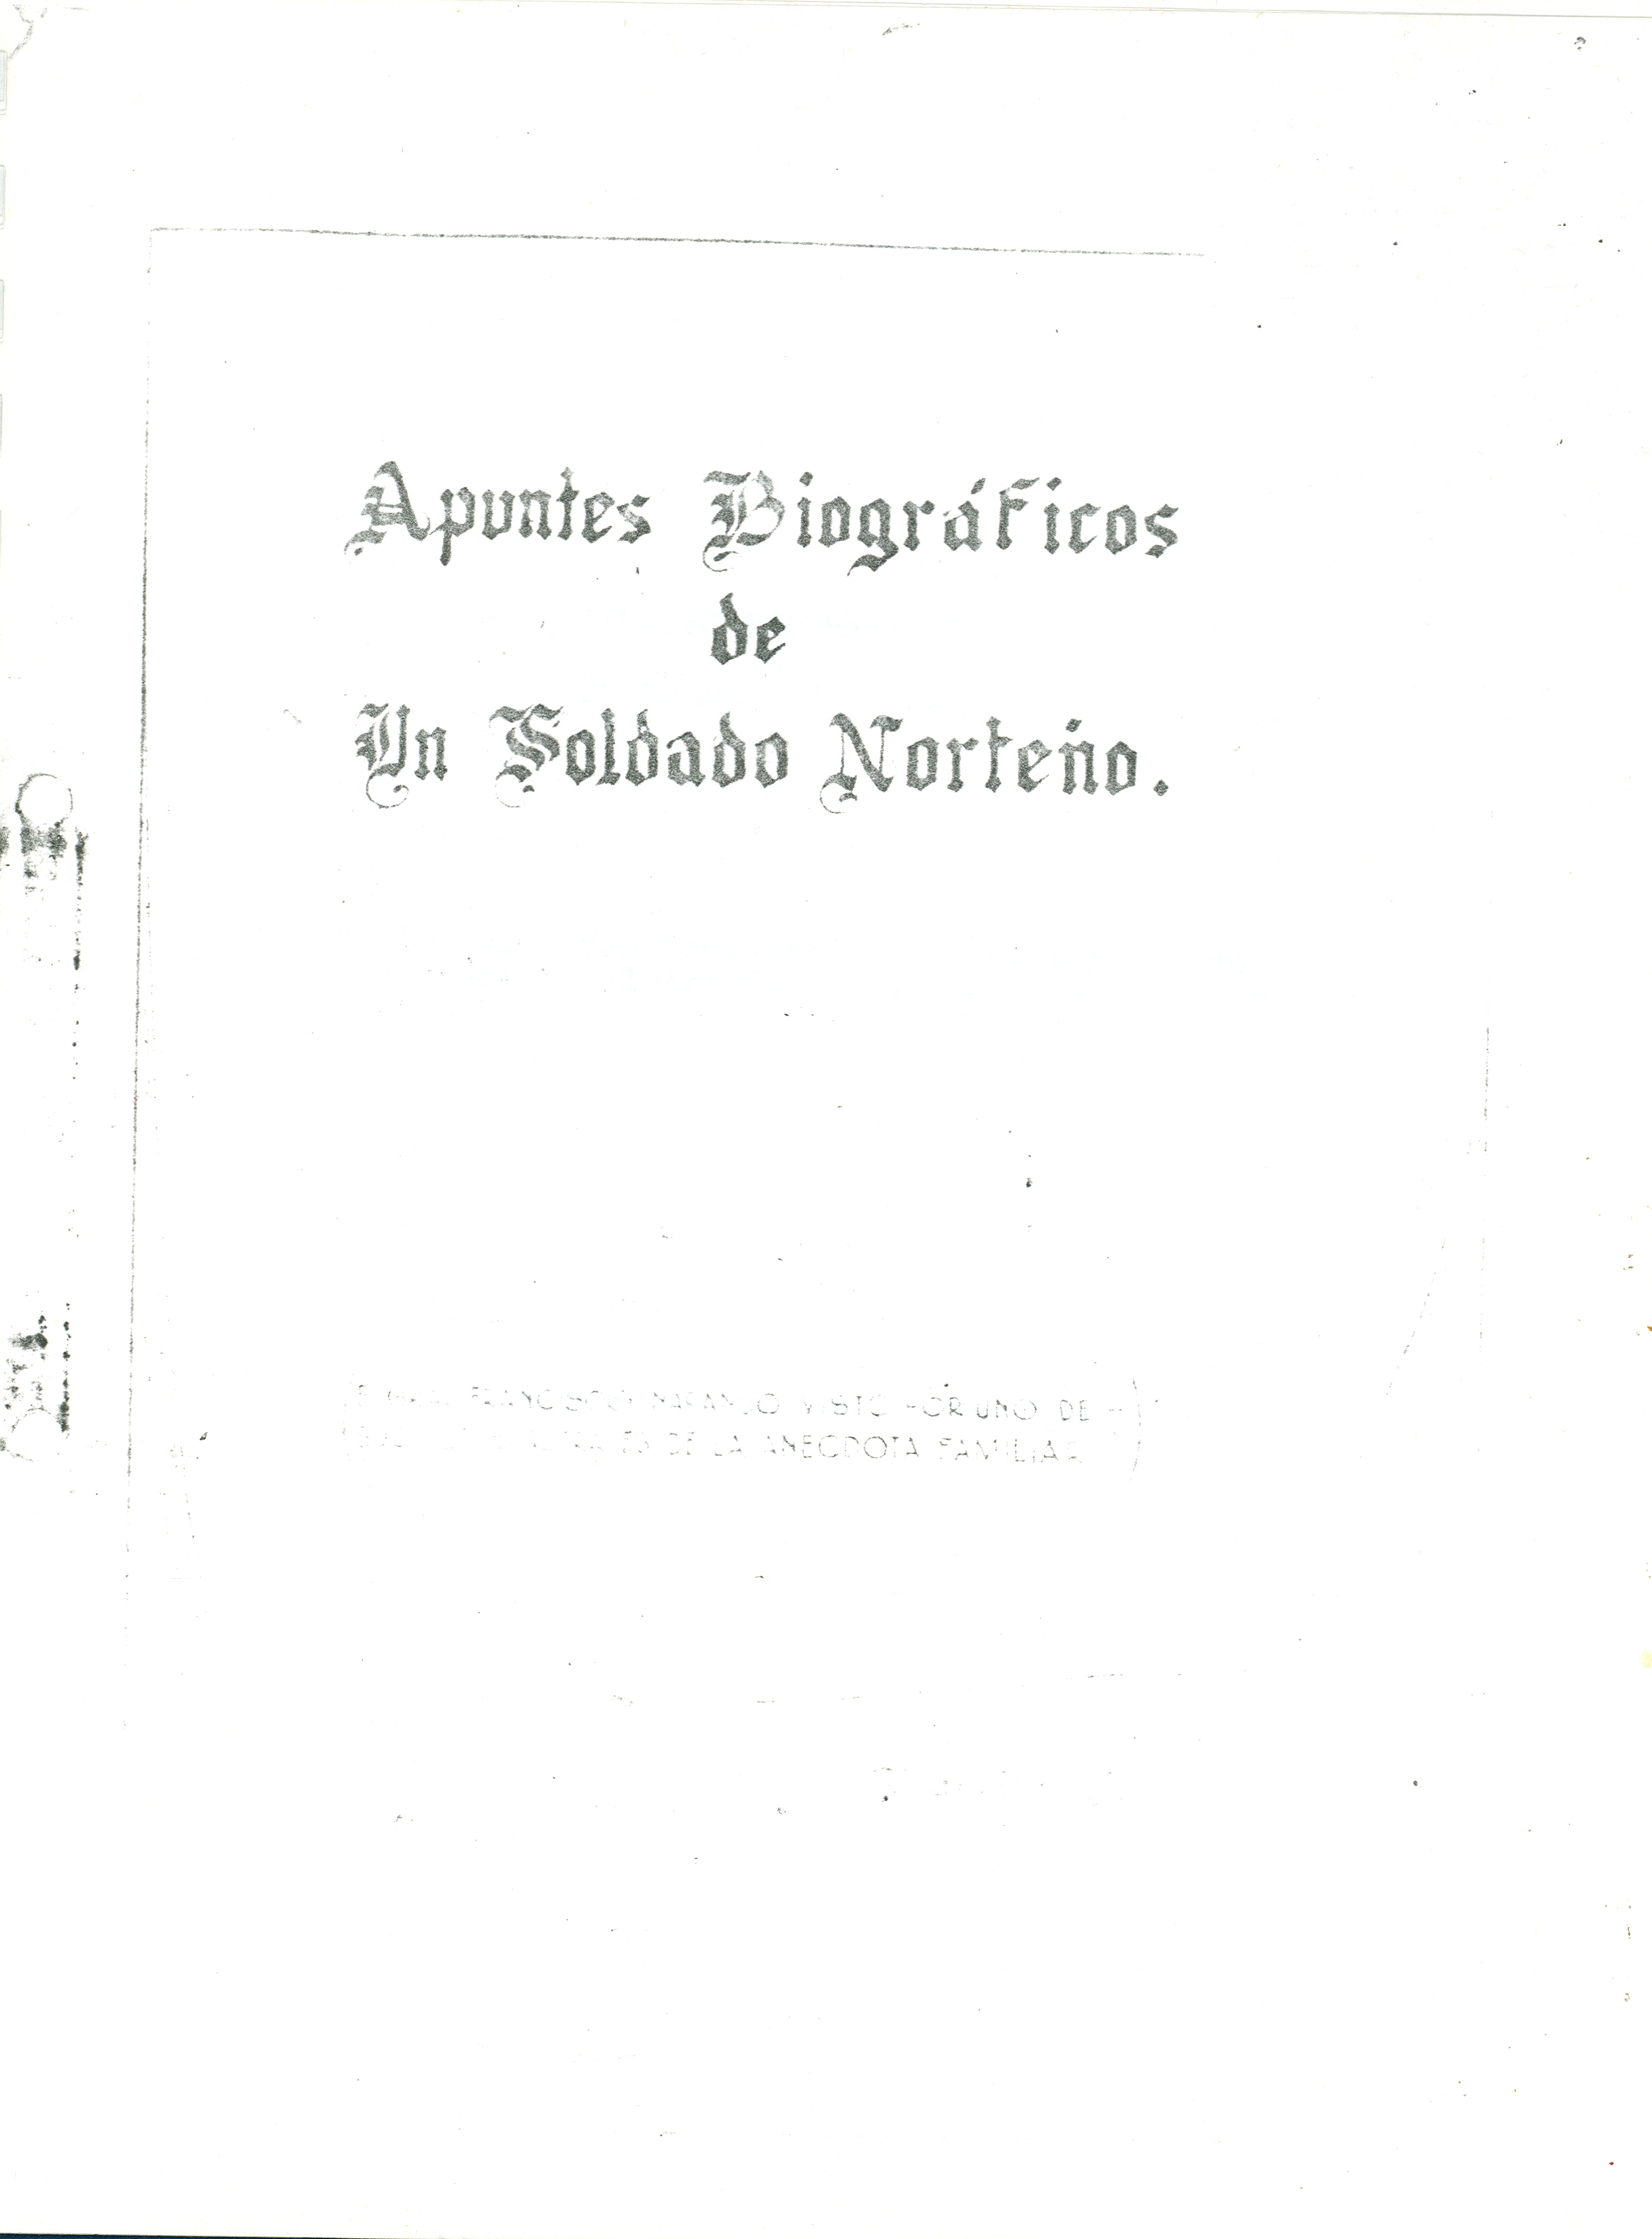 Apuntes Biográficos
de
Un Soldado Norteño.
FRANCISCO NARANJO VISTO POR UNO DE -
DE LA ANECDOTA FAMILIAR